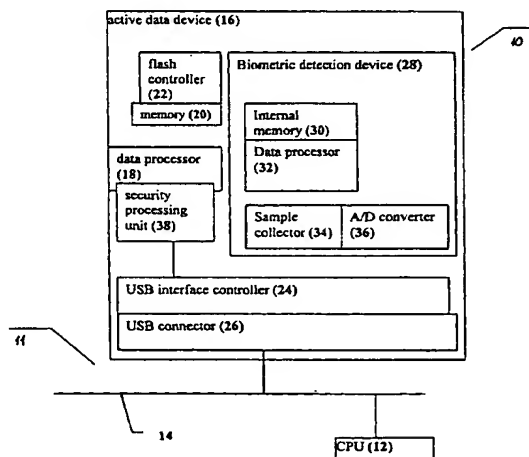 active data device (16)
10
flash
controller
(22)
memory (20)
Biometric detection device (28)
Internal
memory (30)
Data processor
(32)
data processor
(18)
security
processing
unit (38)
Sample
collector (34)
A/D converter
(36)
USB interface controller (24)
USB connector (26)
11
14
CPU (12)